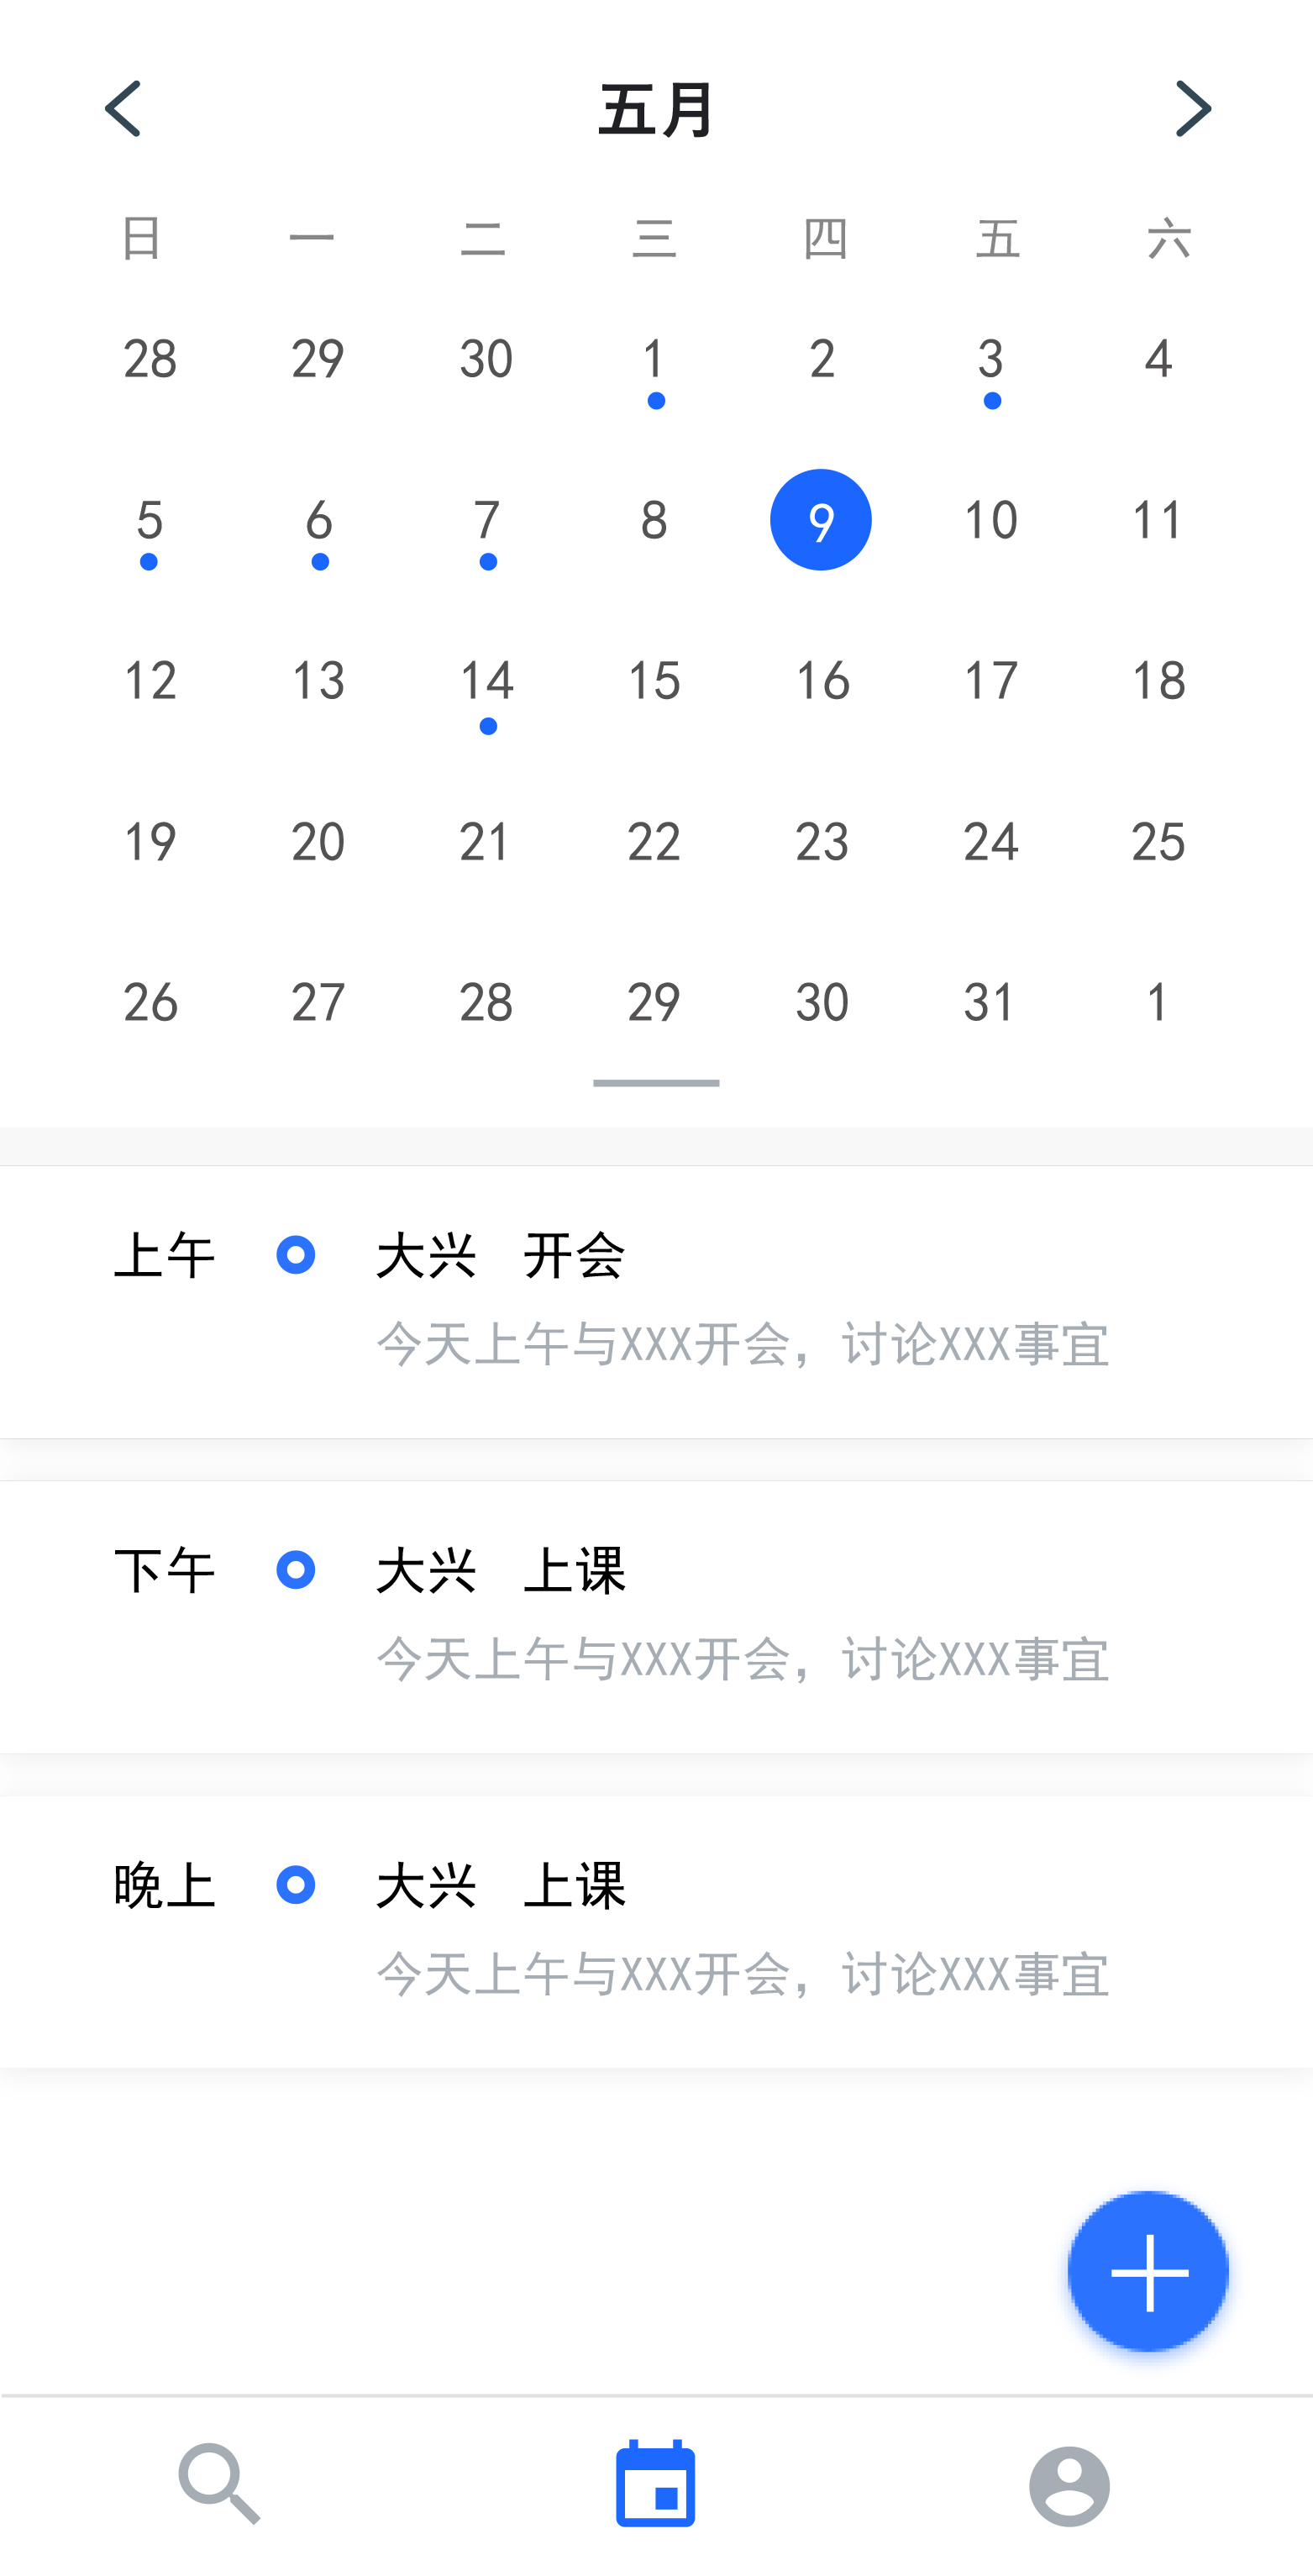 五月
日 一 二 三 四 五 六
28 29 30 1 2 3 4
5 6 7 8 9 10 11
12 13 14 15 16 17 18
19 20 21 22 23 24 25
26 27 28 29 30 31 1
上午 大兴 开会
今天上午与XXX开会，讨论XXX事宜
下午 大兴 上课
今天上午与XXX开会，讨论XXX事宜
晚上 大兴 上课
今天上午与XXX开会，讨论XXX事宜